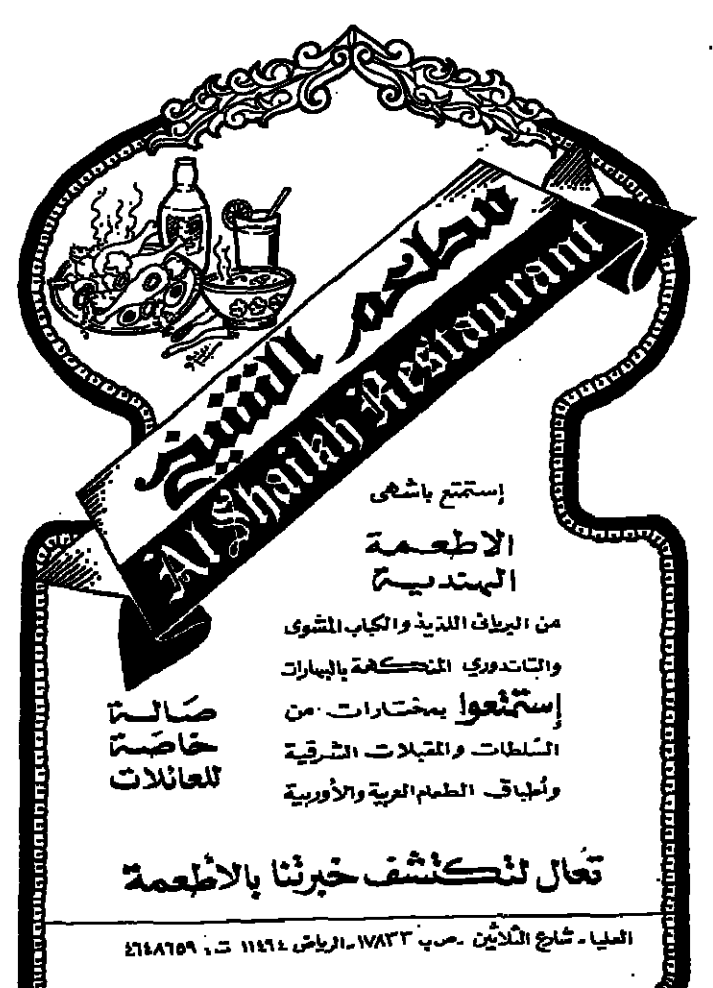 مطعم الشيخ
Al Shaikh Restaurant
إستمتع باشهى
الاطعمة
الهندية
من البرياني اللذيذ والكباب المشوى
والتاندوري المنكهة بالبهارات
إستمتعوا بمختارات من
السلطات والمقبلات الشرقية
وأطباق الطعام العربية والأوربية
صالة
خاصة
للعائلات
تعال لتكتشف خبرتنا بالأطعمة
العليا - شارع الثلاثين - ص ب ١٧٨٣٣ - الرياض ١١٤٩٤ ت : ٤٦٤٨٦٥٩